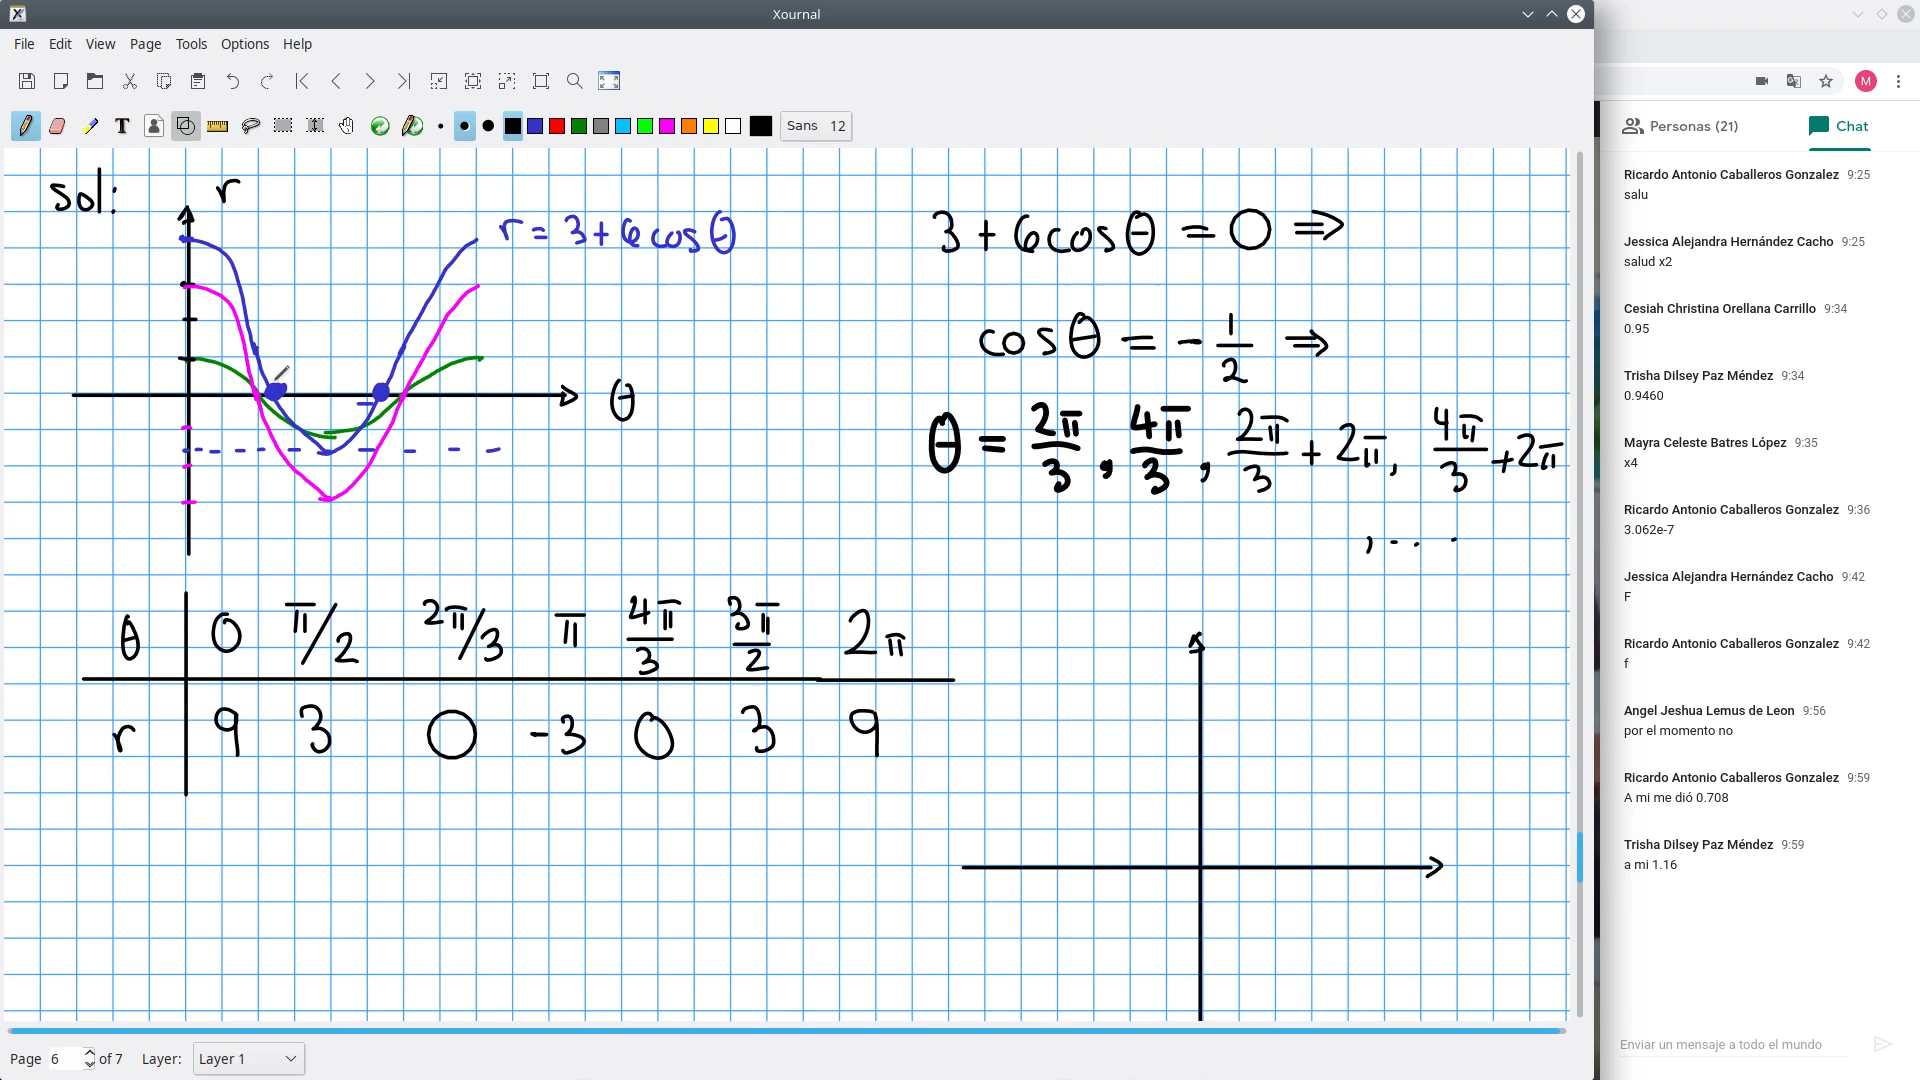 Xournal
File Edit View Page Tools Options Help
Sans 12
M
Personas (21) Chat
sol:
r
r = 3 + 6 cos θ
θ
3 + 6 cos θ = 0 ⇒
cos θ = - 1/2 ⇒
θ = 2π/3 , 4π/3 , 2π/3 + 2π, 4π/3 + 2π
, - . .
θ 0 π/2 2π/3 π 4π/3 3π/2 2π
r 9 3 0 -3 0 3 9
Page 6 of 7 Layer: Layer 1
Ricardo Antonio Caballeros Gonzalez 9:25
salu
Jessica Alejandra Hernández Cacho 9:25
salud x2
Cesiah Christina Orellana Carrillo 9:34
0.95
Trisha Dilsey Paz Méndez 9:34
0.9460
Mayra Celeste Batres López 9:35
x4
Ricardo Antonio Caballeros Gonzalez 9:36
3.062e-7
Jessica Alejandra Hernández Cacho 9:42
F
Ricardo Antonio Caballeros Gonzalez 9:42
f
Angel Jeshua Lemus de Leon 9:56
por el momento no
Ricardo Antonio Caballeros Gonzalez 9:59
A mi me dió 0.708
Trisha Dilsey Paz Méndez 9:59
a mi 1.16
Enviar un mensaje a todo el mundo